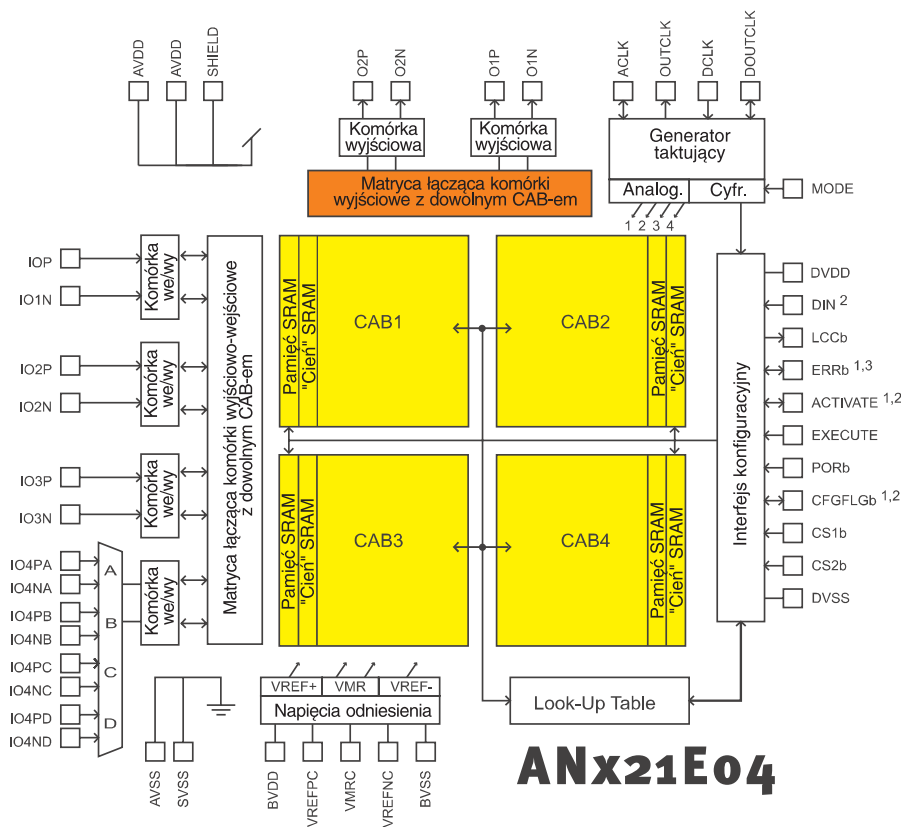 AVDD
AVDD
SHIELD
O2P
O2N
O1P
O1N
ACLK
OUTCLK
DCLK
DOUTCLK
Komórka
wyjściowa
Komórka
wyjściowa
Matryca łącząca komórki
wyjściowe z dowolnym CAB-em
Generator
taktujący
Analog.
Cyfr.
MODE
1 2 3 4
IOP
IO1N
IO2P
IO2N
IO3P
IO3N
IO4PA
IO4NA
IO4PB
IO4NB
IO4PC
IO4NC
IO4PD
IO4ND
A
B
C
D
Komórka
we/wy
Komórka
we/wy
Komórka
we/wy
Komórka
we/wy
Matryca łącząca komórki wyjściowo-wejściowe
z dowolnym CAB-em
Pamięć SRAM
"Cień" SRAM
CAB1
CAB2
Pamięć SRAM
"Cień" SRAM
Pamięć SRAM
"Cień" SRAM
CAB3
CAB4
Pamięć SRAM
"Cień" SRAM
Interfejs konfiguracyjny
DVDD
DIN 2
LCCb
ERRb 1,3
ACTIVATE 1,2
EXECUTE
PORb
CFGFLGb 1,2
CS1b
CS2b
DVSS
AVSS
SVSS
VREF+
VMR
VREF-
Napięcia odniesienia
BVDD
VREFPC
VMRC
VREFNC
BVSS
Look-Up Table
ANx21E04